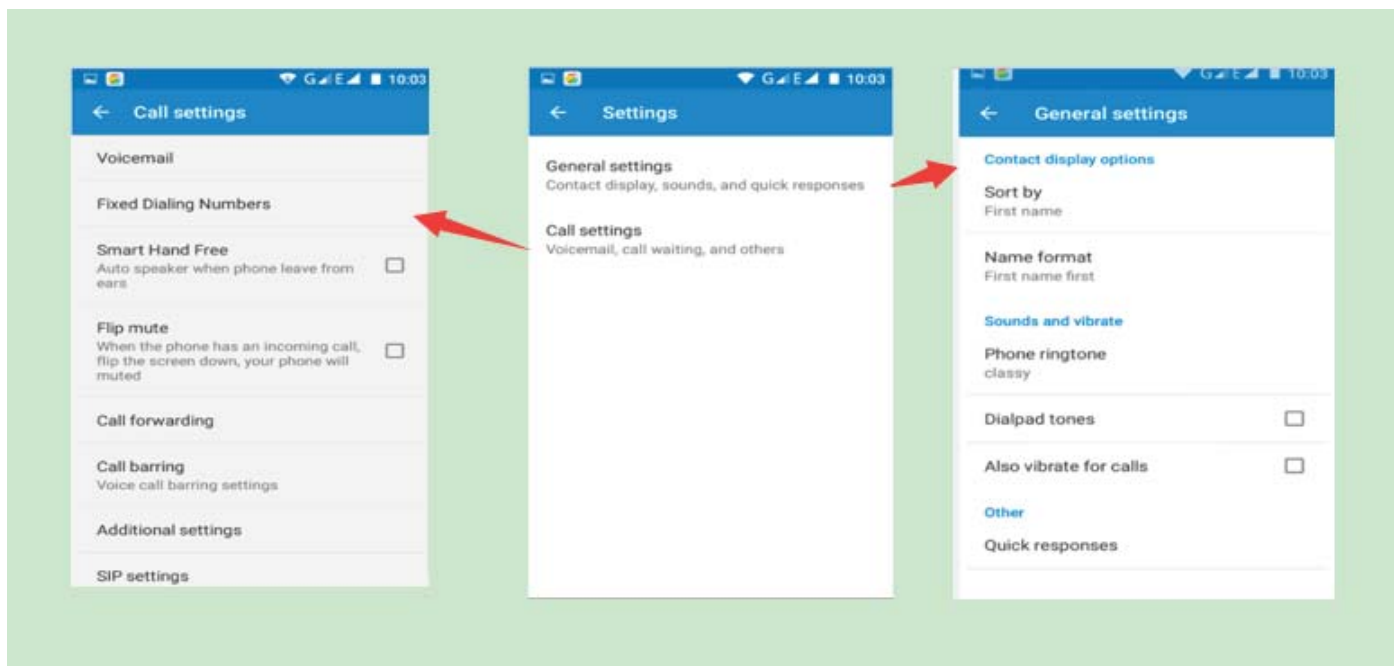 G E 10:03
Call settings
Voicemail
Fixed Dialing Numbers
Smart Hand Free
Auto speaker when phone leave from
ears
Flip mute
When the phone has an incoming call,
flip the screen down, your phone will
muted
Call forwarding
Call barring
Voice call barring settings
Additional settings
SIP settings
G E 10:03
Settings
General settings
Contact display, sounds, and quick responses
Call settings
Voicemail, call waiting, and others
G E 10:03
General settings
Contact display options
Sort by
First name
Name format
First name first
Sounds and vibrate
Phone ringtone
classy
Dialpad tones
Also vibrate for calls
Other
Quick responses